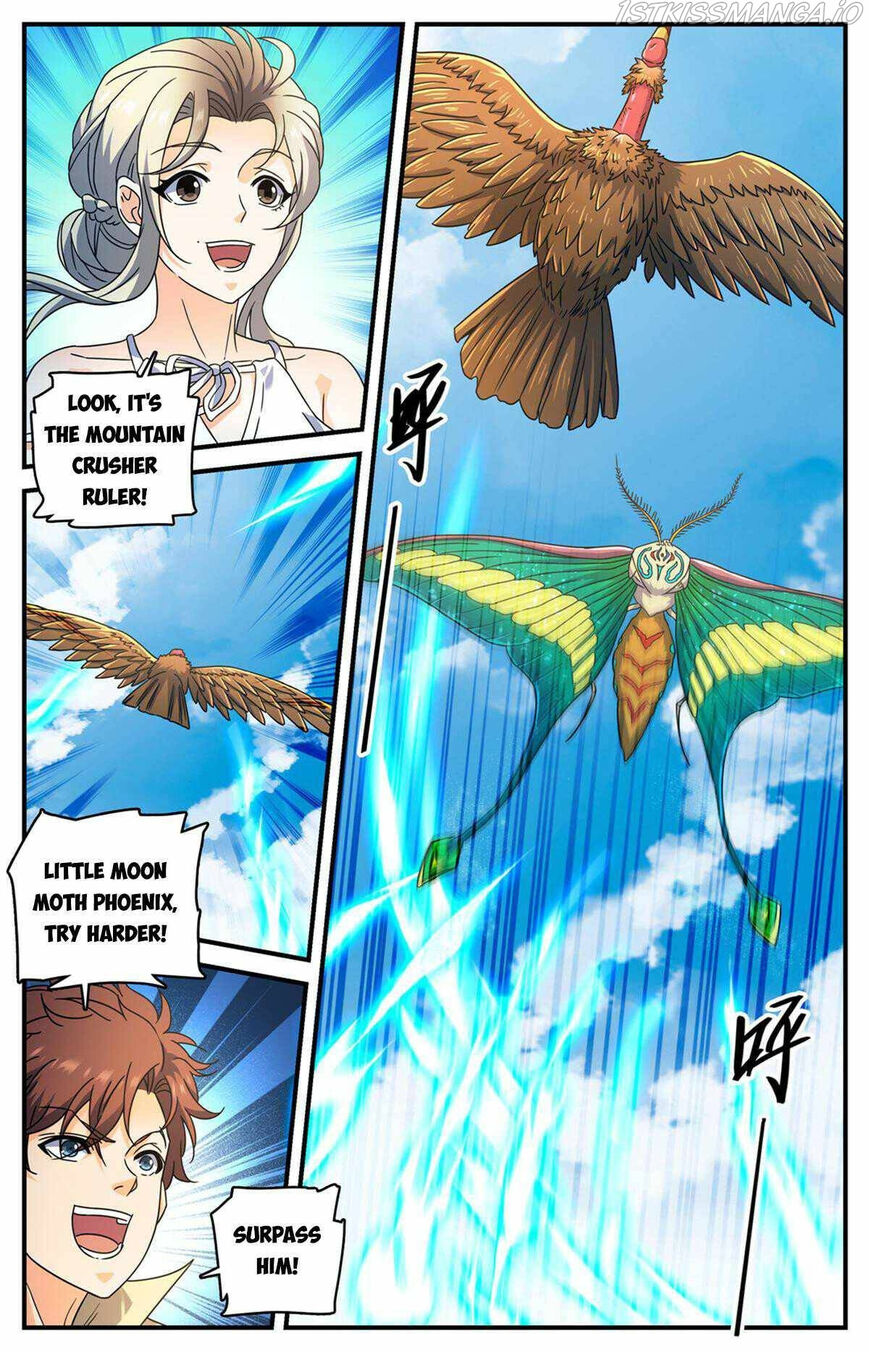 1STKISSMANGA.IO
LOOK, IT'S
THE MOUNTAIN
CRUSHER
RULER!
呼
LITTLE MOON
MOTH PHOENIX,
TRY HARDER!
呼
SURPASS
HIM!